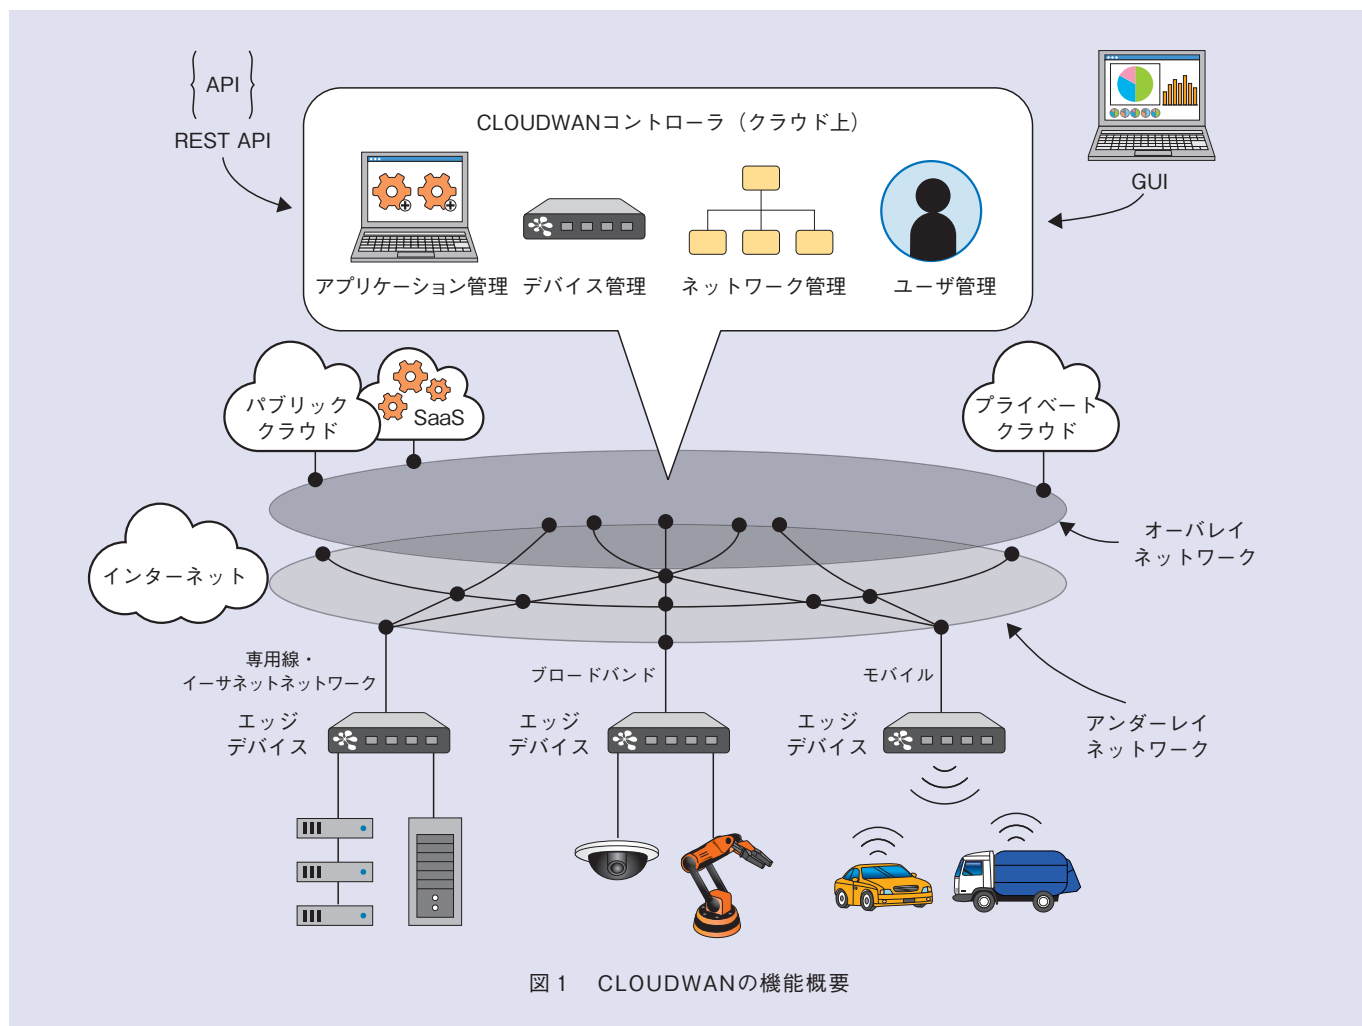 API
REST API
CLOUDWANコントローラ（クラウド上）
GUI
アプリケーション管理
デバイス管理
ネットワーク管理
ユーザ管理
パブリック
クラウド
SaaS
プライベート
クラウド
オーバレイ
ネットワーク
インターネット
専用線・
イーサネットネットワーク
ブロードバンド
モバイル
エッジ
デバイス
エッジ
デバイス
エッジ
デバイス
アンダーレイ
ネットワーク
図1 CLOUDWANの機能概要